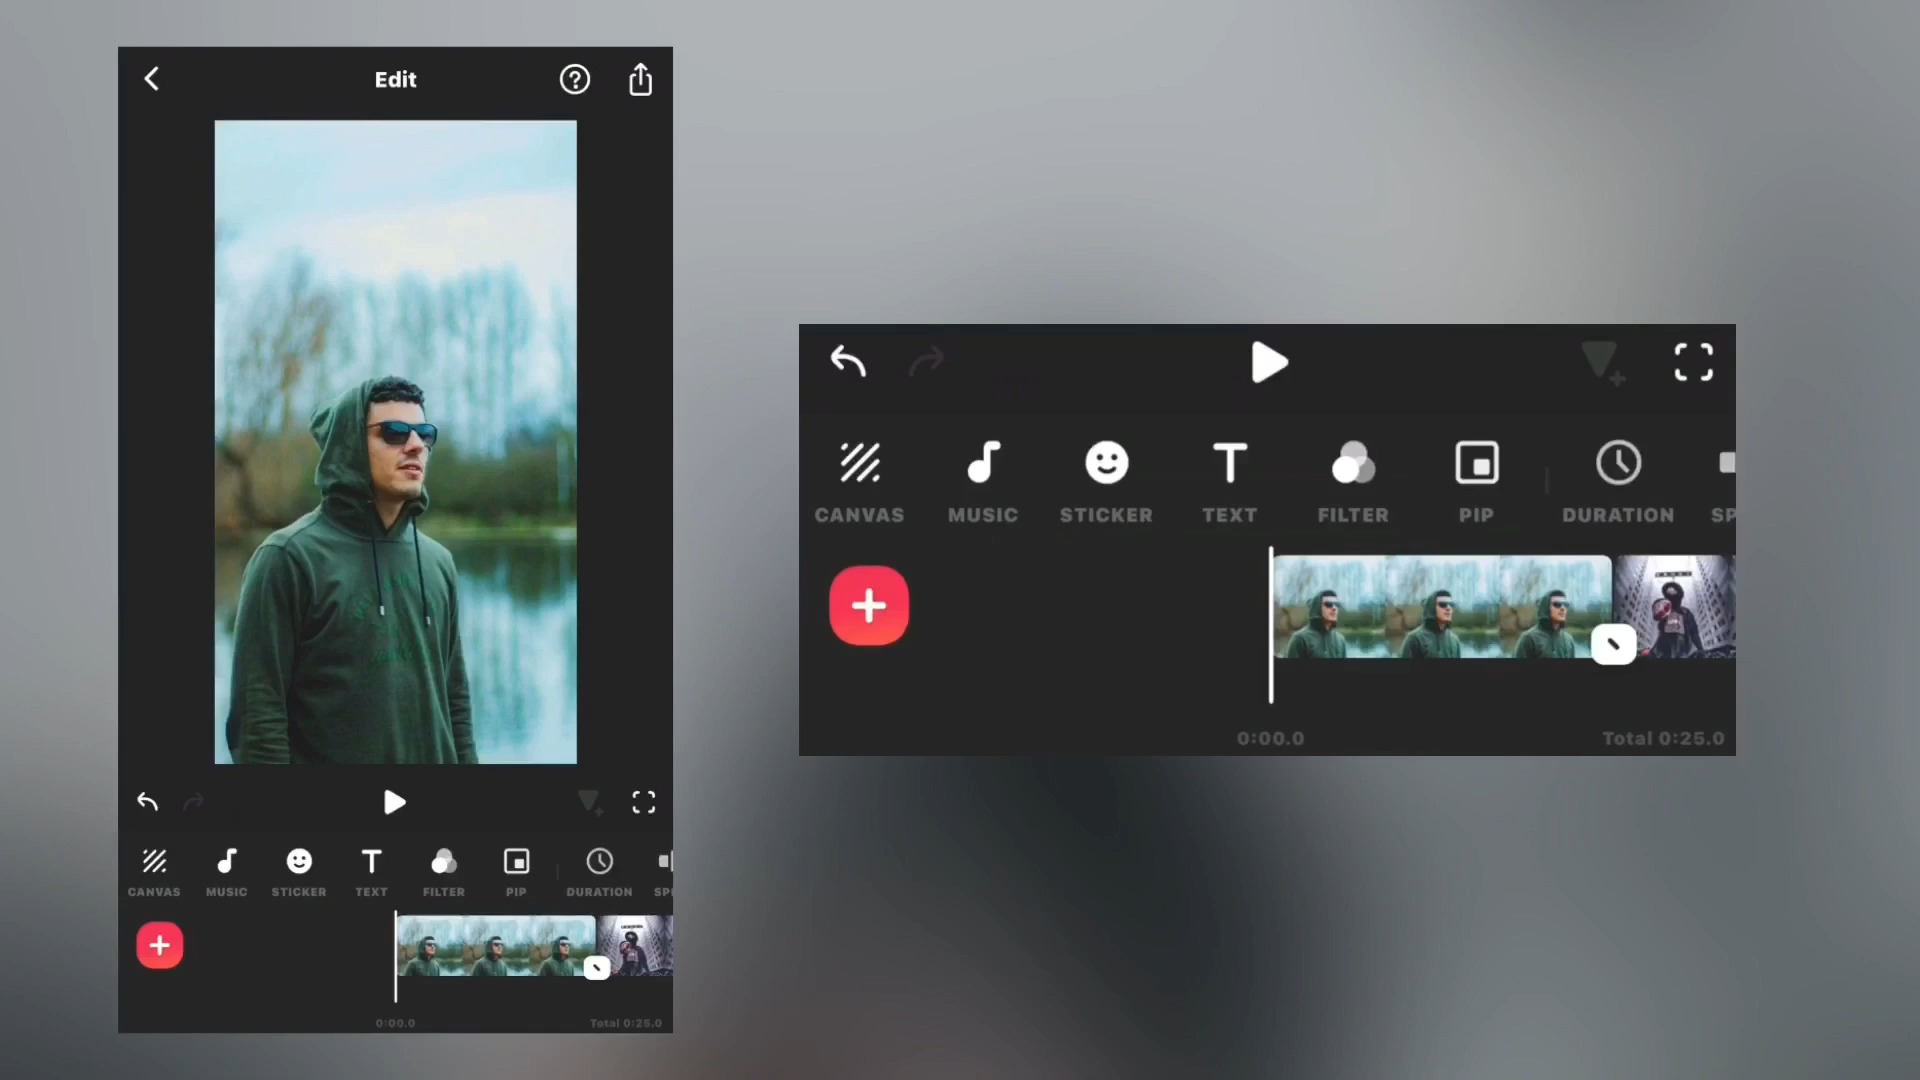 Edit
CANVAS MUSIC STICKER TEXT FILTER PIP DURATION
0:00.0 Total 0:25.0
CANVAS MUSIC STICKER TEXT FILTER PIP DURATION
0:00.0 Total 0:25.0